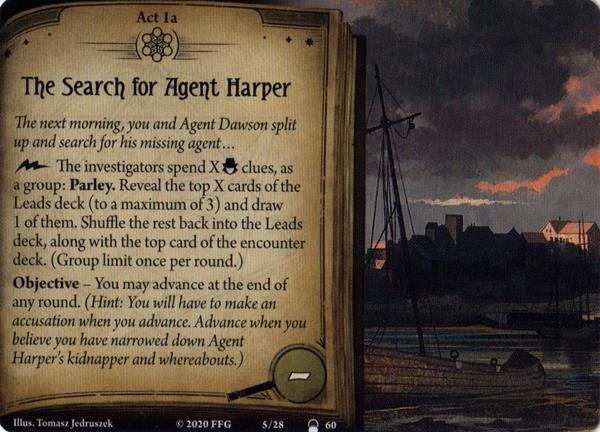 Act 1a
The Search for Agent Harper
The next morning, you and Agent Dawson split
up and search for his missing agent…
The investigators spend X clues, as
a group: Parley. Reveal the top X cards of the
Leads deck (to a maximum of 3) and draw
1 of them. Shuffle the rest back into the Leads
deck, along with the top card of the encounter
deck. (Group limit once per round.)
Objective – You may advance at the end of
any round. (Hint: You will have to make an
accusation when you advance. Advance when you
believe you have narrowed down Agent
Harper's kidnapper and whereabouts.)
–
Illus. Tomasz Jedruszek © 2020 FFG 5/28 60